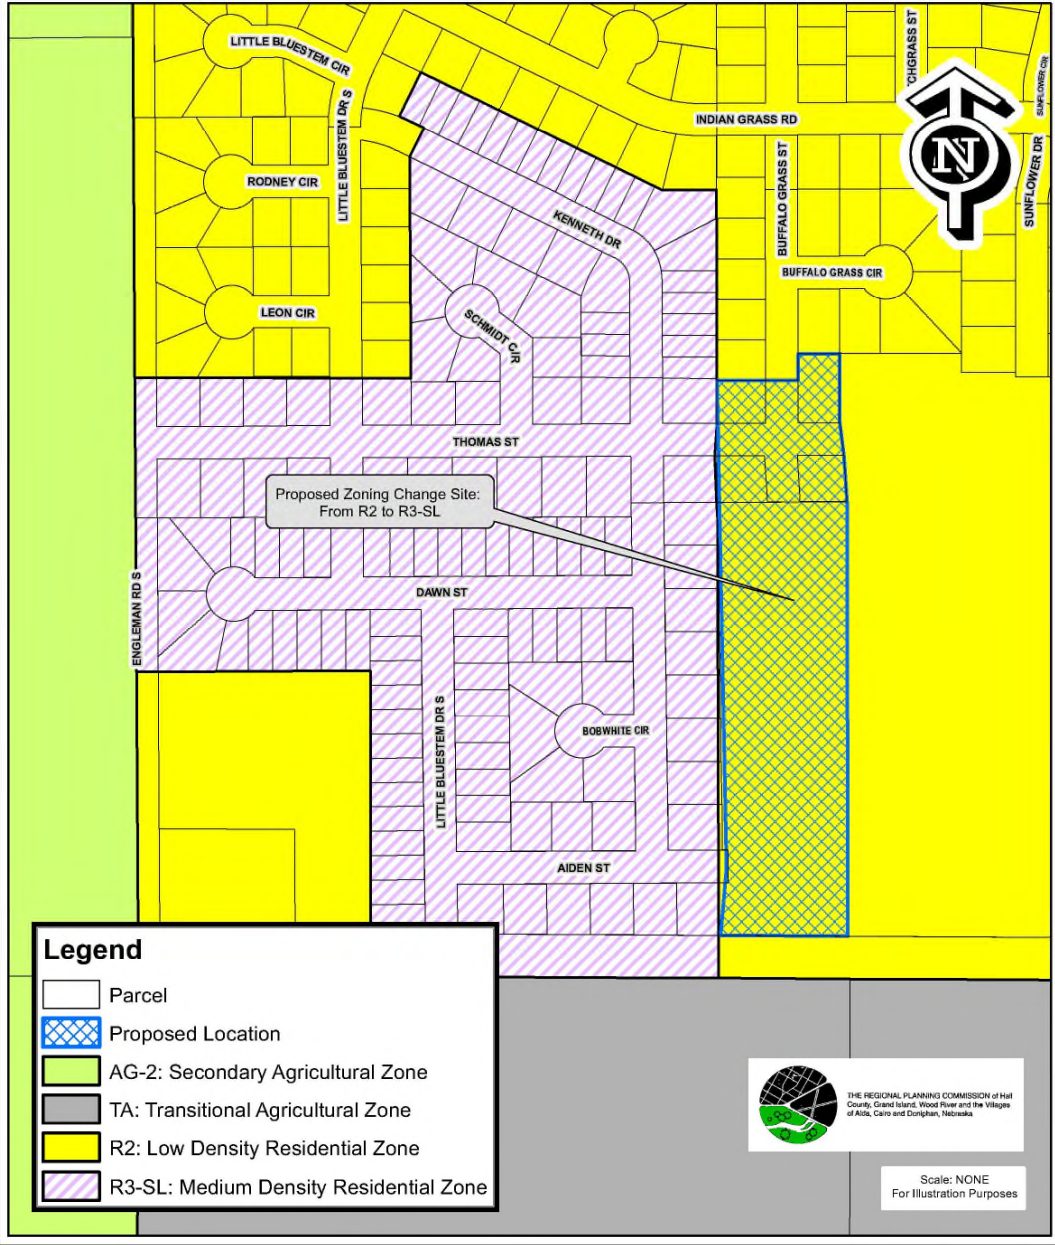 LITTLE BLUESTEM CIR
CHGRASS ST
SUNFLOWER CIR
LITTLE BLUESTEM DR S
INDIAN GRASS RD
N
RODNEY CIR
BUFFALO GRASS ST
SUNFLOWER DR
KENNETH DR
BUFFALO GRASS CIR
LEON CIR
SCHMIDT CIR
THOMAS ST
Proposed Zoning Change Site:
From R2 to R3-SL
ENGLEMAN RD S
DAWN ST
LITTLE BLUESTEM DR S
BOBWHITE CIR
AIDEN ST
Legend
Parcel
Proposed Location
AG-2: Secondary Agricultural Zone
TA: Transitional Agricultural Zone
R2: Low Density Residential Zone
R3-SL: Medium Density Residential Zone
THE REGIONAL PLANNING COMMISSION of Hall
County, Grand Island, Wood River and the Villages
of Alda, Cairo and Doniphan, Nebraska
Scale: NONE
For Illustration Purposes